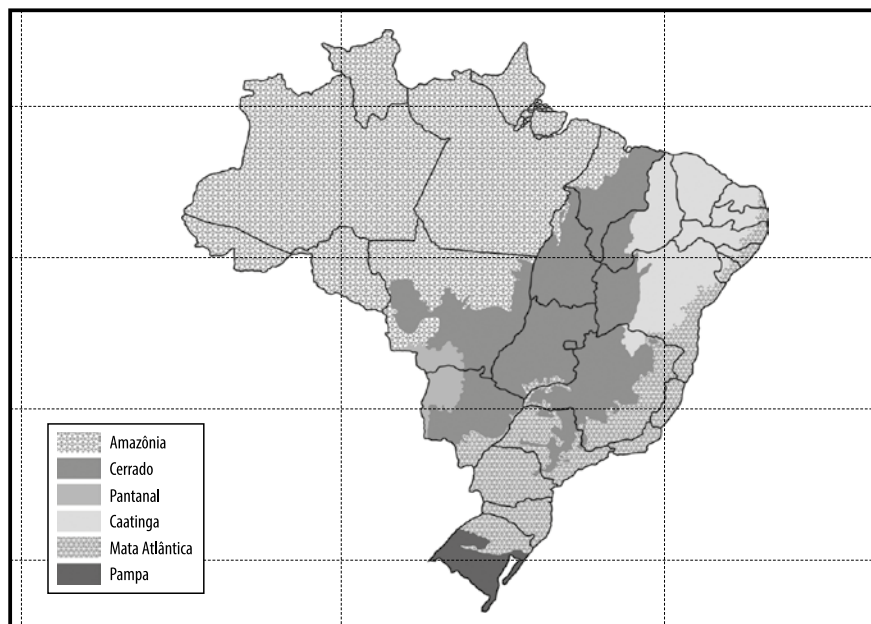 Amazônia
Cerrado
Pantanal
Caatinga
Mata Atlântica
Pampa